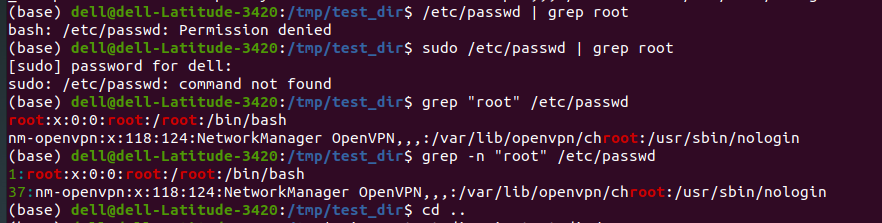 (base) dell@dell-Latitude-3420:/tmp/test_dir$ /etc/passwd | grep root
bash: /etc/passwd: Permission denied
(base) dell@dell-Latitude-3420:/tmp/test_dir$ sudo /etc/passwd | grep root
[sudo] password for dell:
sudo: /etc/passwd: command not found
(base) dell@dell-Latitude-3420:/tmp/test_dir$ grep "root" /etc/passwd
root:x:0:0:root:/root:/bin/bash
nm-openvpn:x:118:124:NetworkManager OpenVPN,,,:/var/lib/openvpn/chroot:/usr/sbin/nologin
(base) dell@dell-Latitude-3420:/tmp/test_dir$ grep -n "root" /etc/passwd
1:root:x:0:0:root:/root:/bin/bash
37:nm-openvpn:x:118:124:NetworkManager OpenVPN,,,:/var/lib/openvpn/chroot:/usr/sbin/nologin
(base) dell@dell-Latitude-3420:/tmp/test_dir$ cd ..